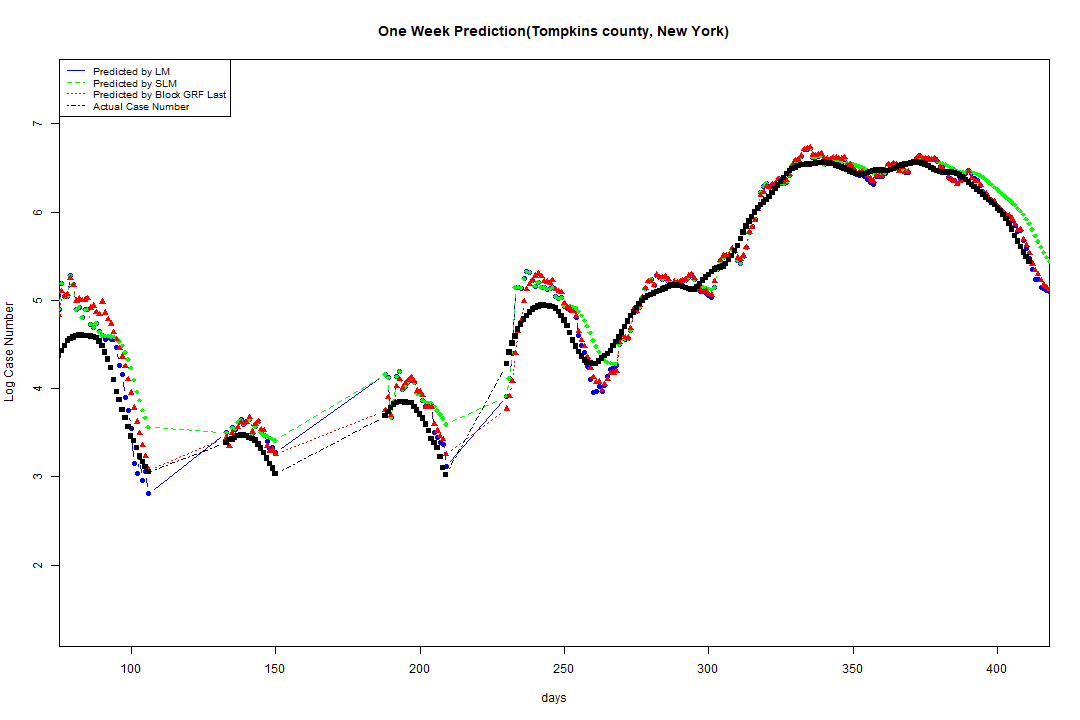 One Week Prediction(Tompkins county, New York)
Predicted by LM
Predicted by SLM
Predicted by Block GRF Last
Actual Case Number
Log Case Number
7
6
5
4
3
2
100 150 200 250 300 350 400
days